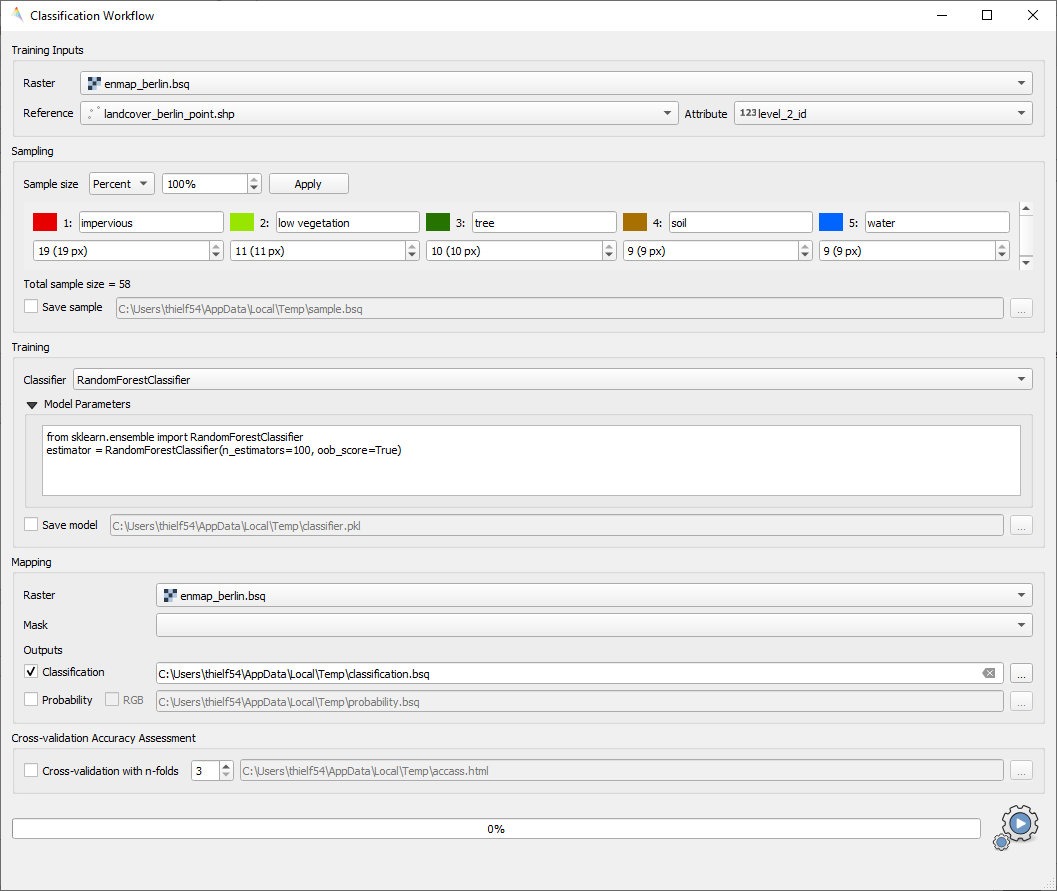 Classification Workflow
Training Inputs
Raster enmap_berlin.bsq
Reference landcover_berlin_point.shp Attribute 123 level_2_id
Sampling
Sample size Percent 100% Apply
1: impervious 2: low vegetation 3: tree 4: soil 5: water
19 (19 px) 11 (11 px) 10 (10 px) 9 (9 px) 9 (9 px)
Total sample size = 58
Save sample C:\Users\thielf54\AppData\Local\Temp\sample.bsq ...
Training
Classifier RandomForestClassifier
Model Parameters
from sklearn.ensemble import RandomForestClassifier
estimator = RandomForestClassifier(n_estimators=100, oob_score=True)
Save model C:\Users\thielf54\AppData\Local\Temp\classifier.pkl ...
Mapping
Raster enmap_berlin.bsq
Mask
Outputs
Classification C:\Users\thielf54\AppData\Local\Temp\classification.bsq ...
Probability RGB C:\Users\thielf54\AppData\Local\Temp\probability.bsq ...
Cross-validation Accuracy Assessment
Cross-validation with n-folds 3 C:\Users\thielf54\AppData\Local\Temp\accass.html ...
0%